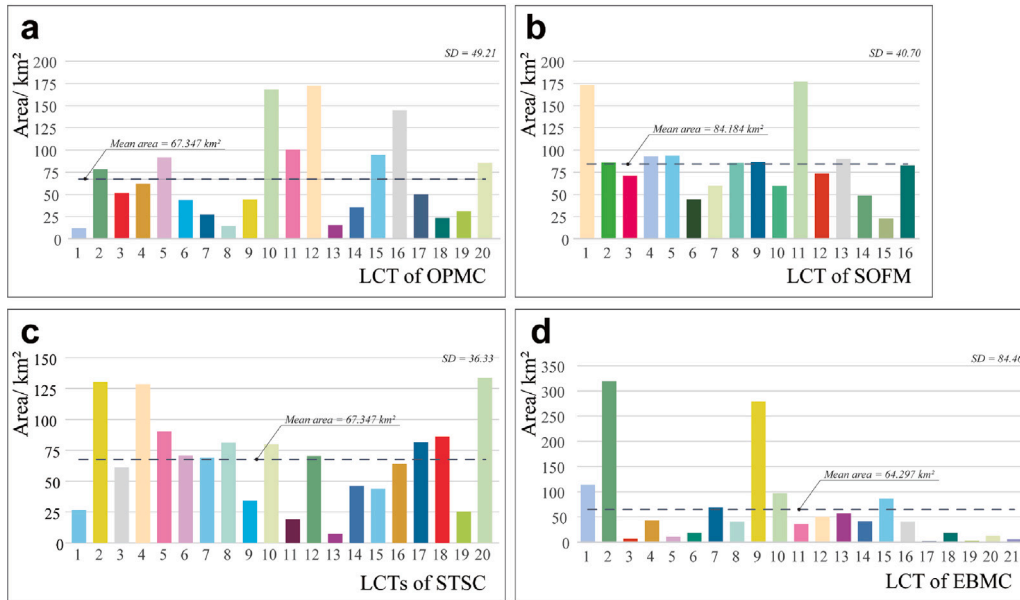 a
SD = 49.21
Area/ km²
200
175
150
125
100
75
50
25
0
Mean area = 67.347 km²
1 2 3 4 5 6 7 8 9 10 11 12 13 14 15 16 17 18 19 20
LCT of OPMC
b
SD = 40.70
Area/ km²
200
175
150
125
100
75
50
25
0
Mean area = 84.184 km²
1 2 3 4 5 6 7 8 9 10 11 12 13 14 15 16
LCT of SOFM
c
SD = 36.33
Area/ km²
150
125
100
75
50
25
0
Mean area = 67.347 km²
1 2 3 4 5 6 7 8 9 10 11 12 13 14 15 16 17 18 19 20
LCTs of STSC
d
SD = 84.46
Area/ km²
350
300
250
200
150
100
50
0
Mean area = 64.297 km²
1 2 3 4 5 6 7 8 9 10 11 12 13 14 15 16 17 18 19 20 21
LCT of EBMC